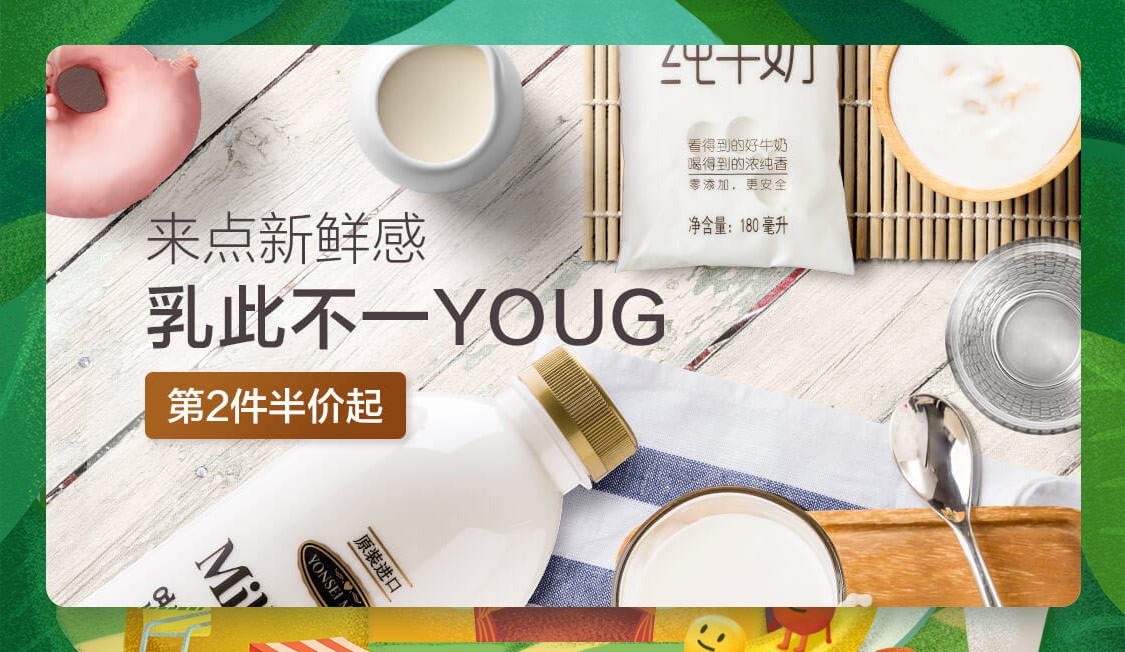 纯牛奶
看得到的好牛奶
喝得到的浓纯香
零添加，更安全
净含量：180 毫升
来点新鲜感
乳此不一YOUG
第2件半价起
原装进口
YONSEI
Mil